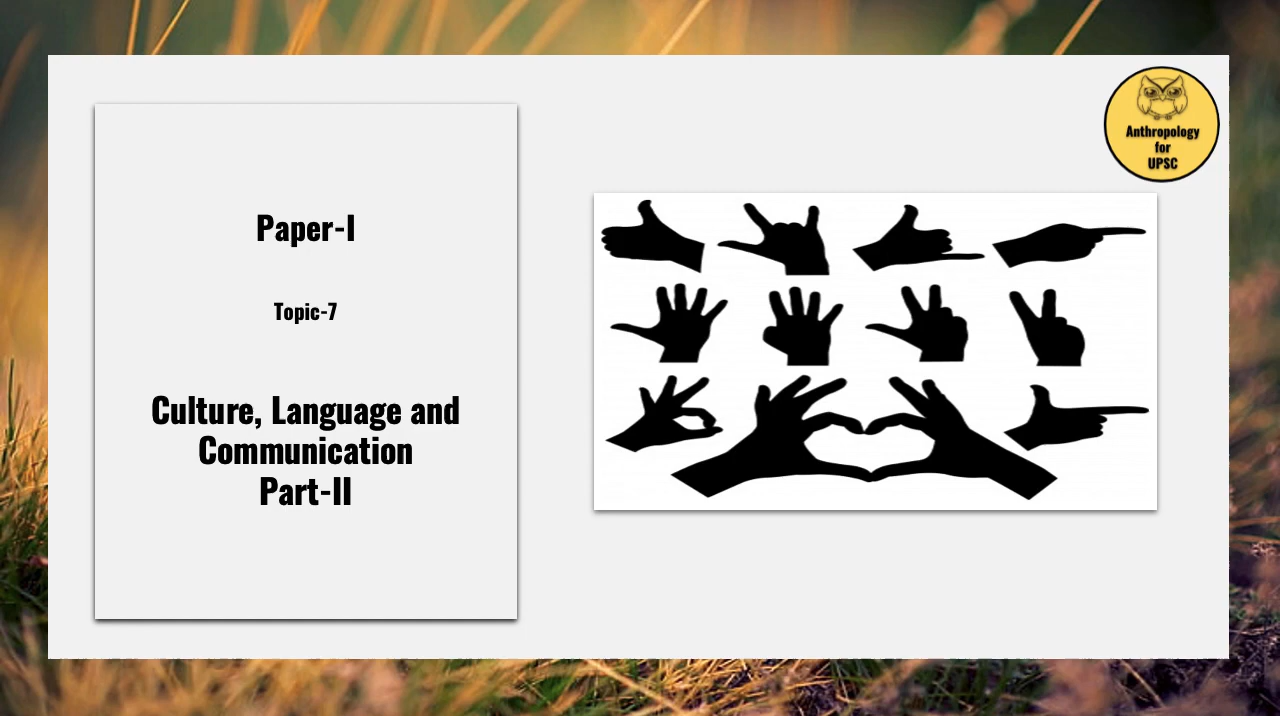 Paper-I
Topic-7
Culture, Language and
Communication
Part-II
Anthropology
for
UPSC